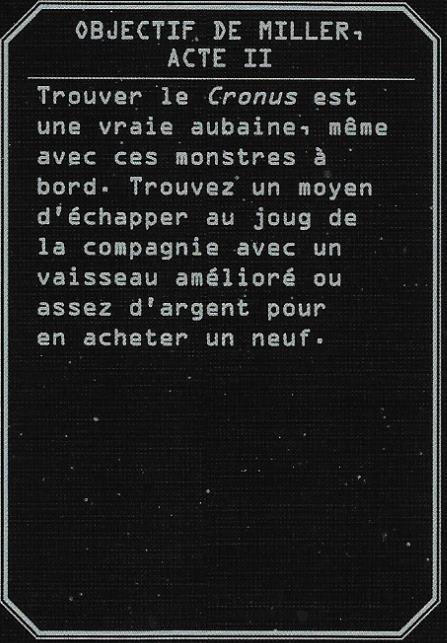 OBJECTIF DE MILLER,
ACTE II
Trouver le Cronus est
une vraie aubaine, même
avec ces monstres à
bord. Trouvez un moyen
d'échapper au joug de
la compagnie avec un
vaisseau amélioré ou
assez d'argent pour
en acheter un neuf.